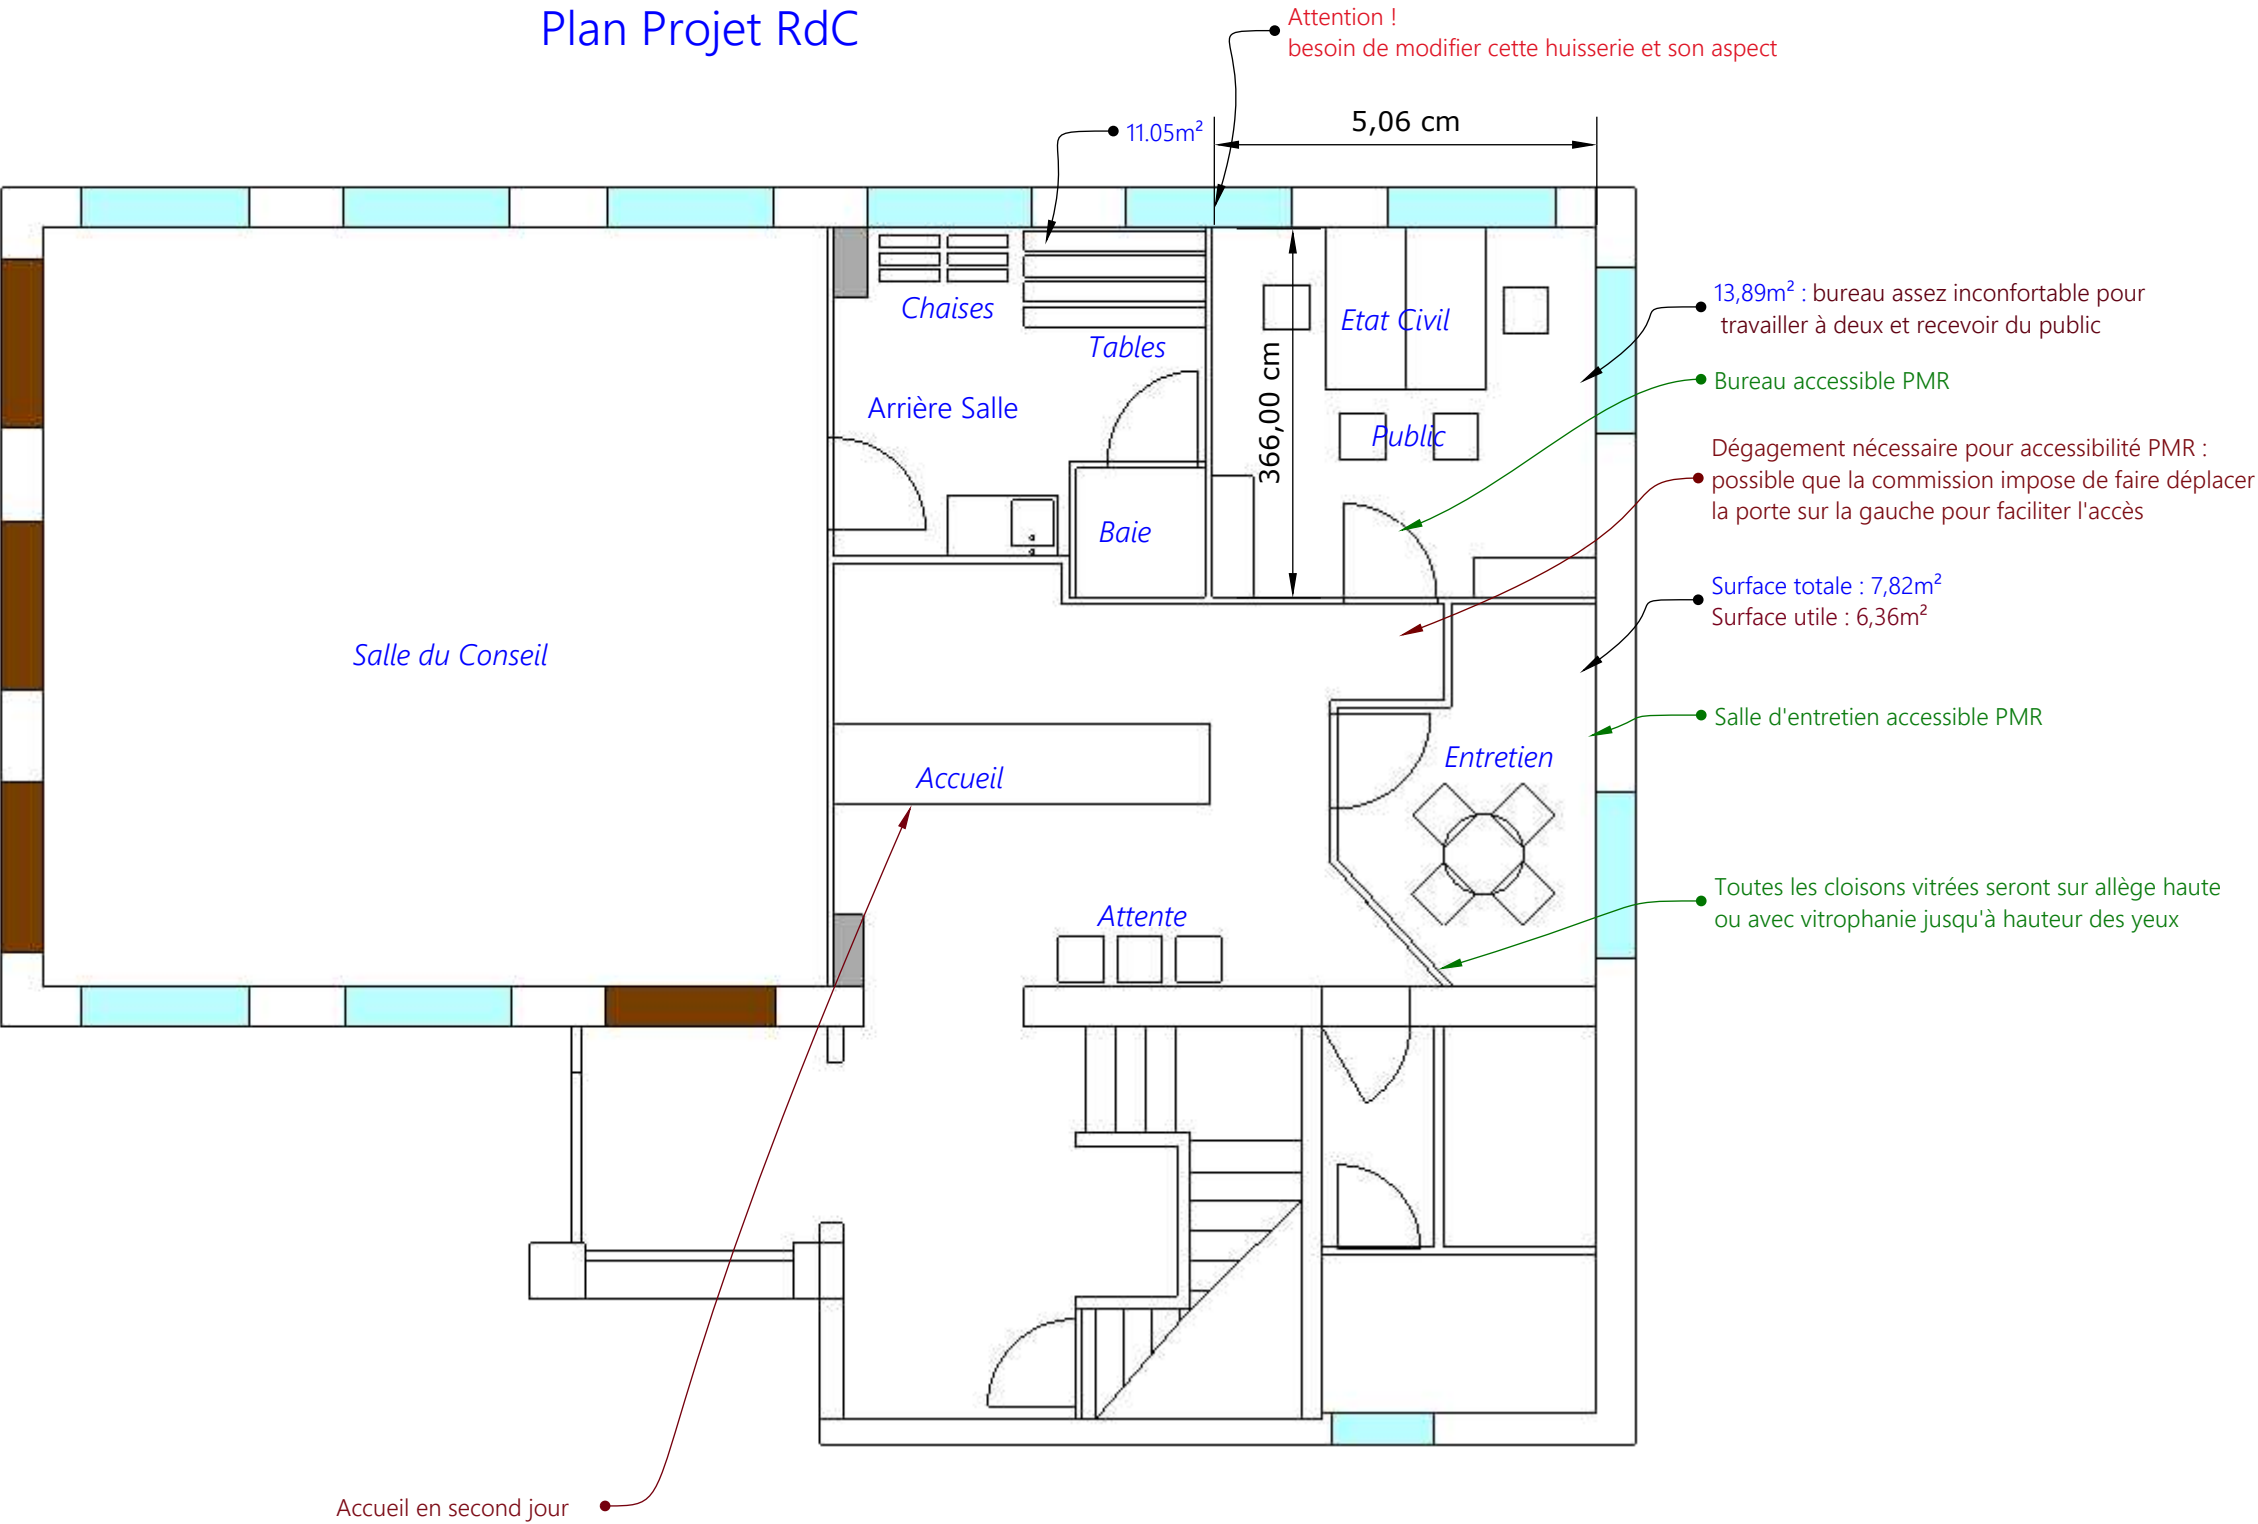 Plan Projet RdC
Attention !
besoin de modifier cette huisserie et son aspect
5,06 cm
11.05m²
13,89m² : bureau assez inconfortable pour
travailler à deux et recevoir du public
Chaises
Etat Civil
Tables
Bureau accessible PMR
366,00 cm
Arrière Salle
Public
Dégagement nécessaire pour accessibilité PMR :
possible que la commission impose de faire déplacer
la porte sur la gauche pour faciliter l'accès
Baie
Surface totale : 7,82m²
Surface utile : 6,36m²
Salle du Conseil
Salle d'entretien accessible PMR
Entretien
Accueil
Toutes les cloisons vitrées seront sur allège haute
ou avec vitrophanie jusqu'à hauteur des yeux
Attente
Accueil en second jour